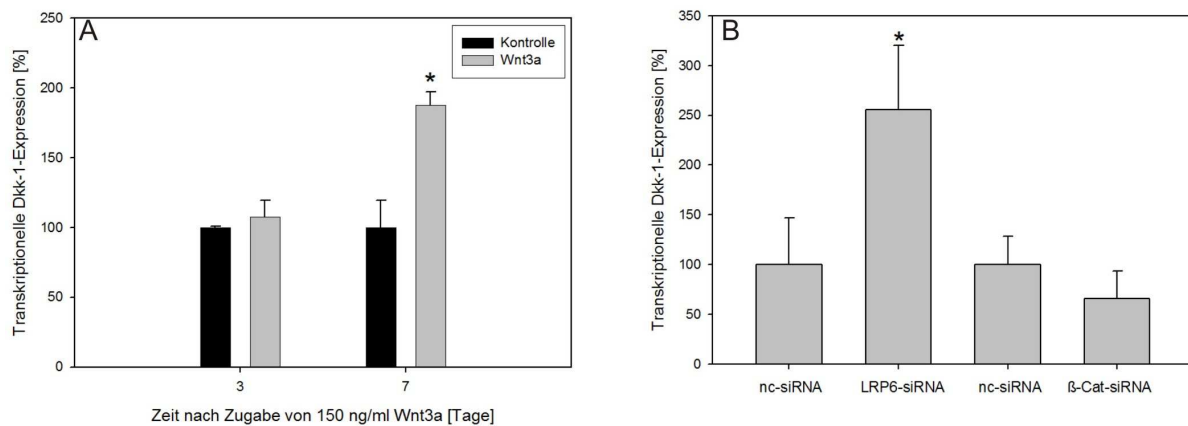 A
Transkriptionelle Dkk-1-Expression [%]
250
200
150
100
50
0
Kontrolle
Wnt3a
*
3
7
Zeit nach Zugabe von 150 ng/ml Wnt3a [Tage]
B
Transkriptionelle Dkk-1-Expression [%]
350
300
250
200
150
100
50
0
*
nc-siRNA
LRP6-siRNA
nc-siRNA
ß-Cat-siRNA